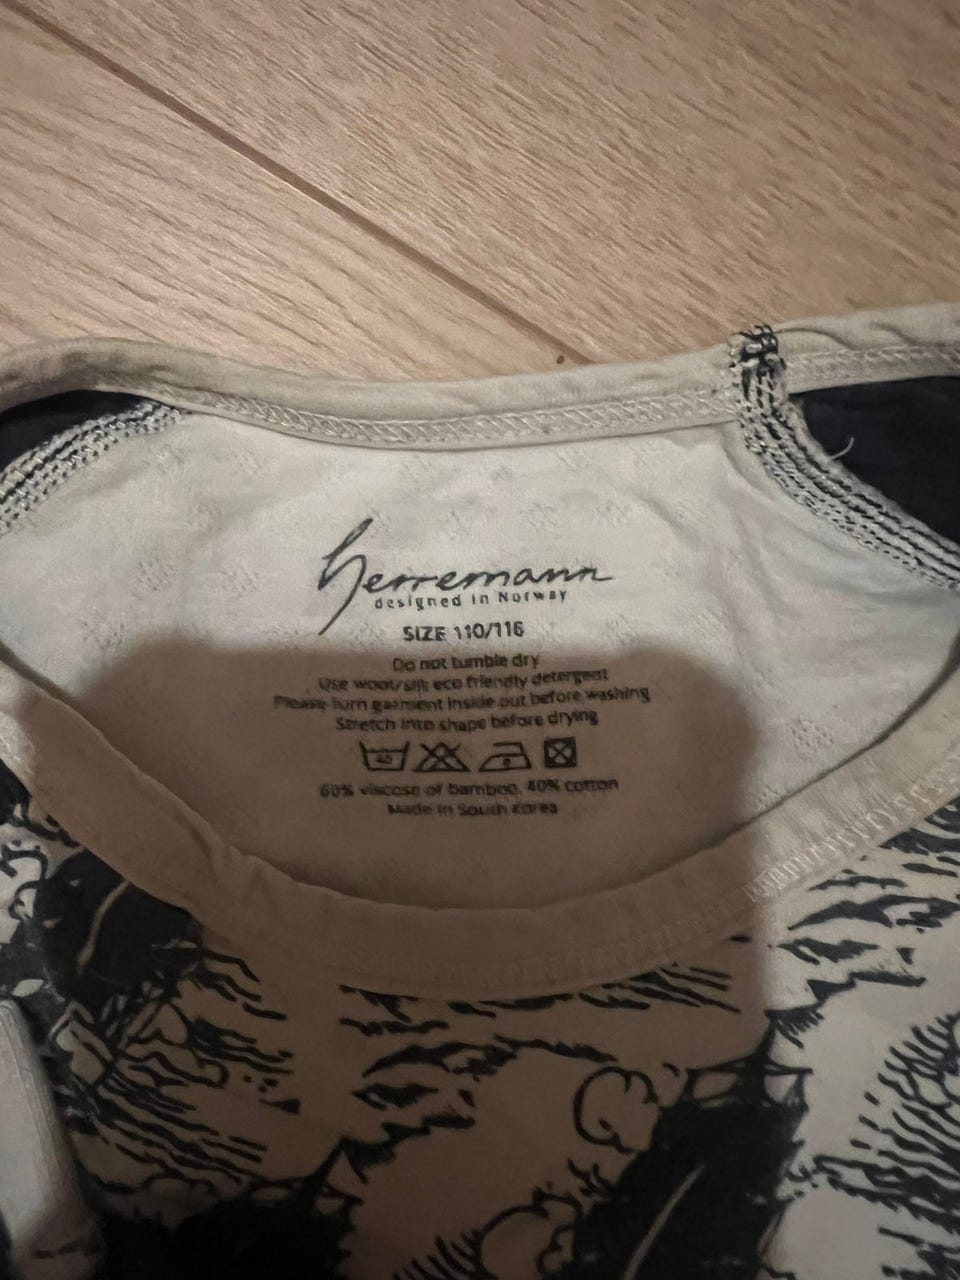 herremann
designed in Norway
SIZE 110/116
Do not tumble dry
Use wool/silk eco friendly detergent
Please turn garment inside out before washing
Stretch into shape before drying
40
60% viscose of bamboo, 40% cotton
Made in South Korea